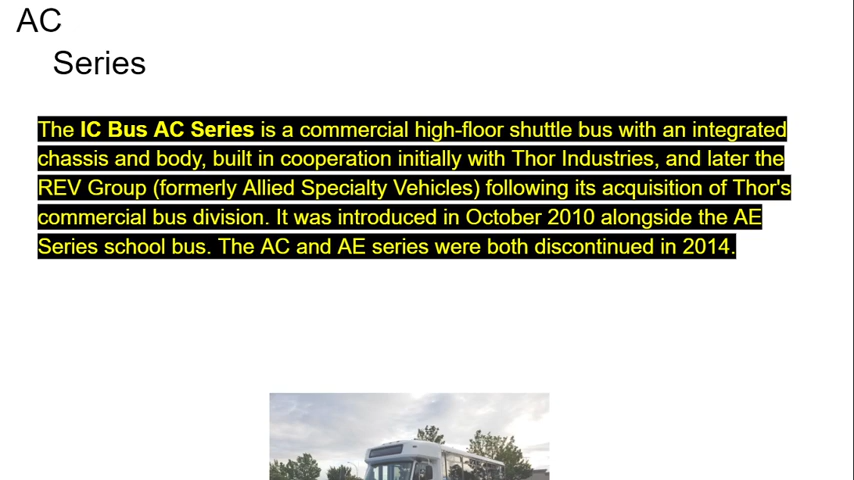 AC
Series
The IC Bus AC Series is a commercial high-floor shuttle bus with an integrated
chassis and body, built in cooperation initially with Thor Industries, and later the
REV Group (formerly Allied Specialty Vehicles) following its acquisition of Thor's
commercial bus division. It was introduced in October 2010 alongside the AE
Series school bus. The AC and AE series were both discontinued in 2014.